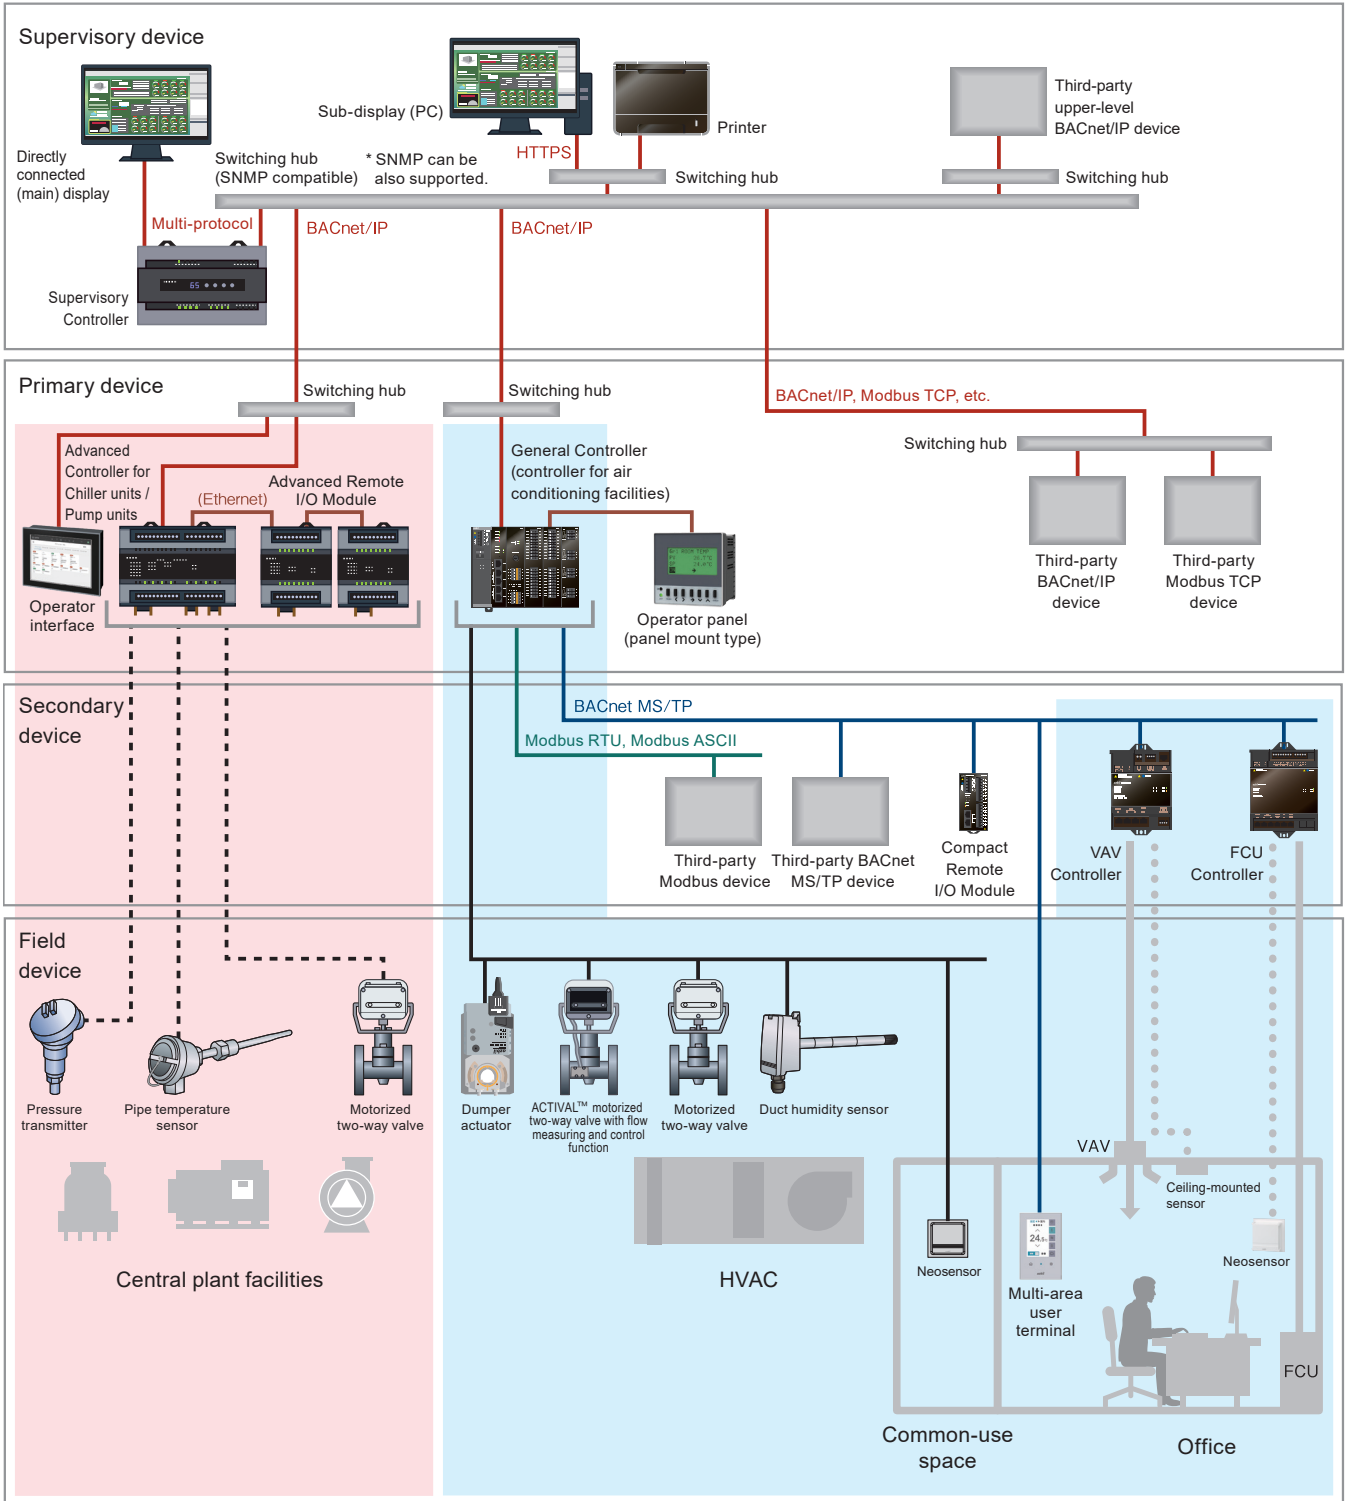 Supervisory device
Directly
connected
(main) display
Multi-protocol
Supervisory
Controller
Switching hub
(SNMP compatible)
* SNMP can be
also supported.
Sub-display (PC)
HTTPS
Printer
Switching hub
Third-party
upper-level
BACnet/IP device
Switching hub
BACnet/IP
BACnet/IP
Primary device
Switching hub
Switching hub
BACnet/IP, Modbus TCP, etc.
Switching hub
Advanced
Controller for
Chiller units /
Pump units
(Ethernet)
Advanced Remote
I/O Module
Operator
interface
General Controller
(controller for air
conditioning facilities)
Operator panel
(panel mount type)
Third-party
BACnet/IP
device
Third-party
Modbus TCP
device
Secondary
device
BACnet MS/TP
Modbus RTU, Modbus ASCII
Third-party
Modbus device
Third-party BACnet
MS/TP device
Compact
Remote
I/O Module
VAV
Controller
FCU
Controller
Field
device
Pressure
transmitter
Pipe temperature
sensor
Motorized
two-way valve
Dumper
actuator
ACTIVAL™ motorized
two-way valve with flow
measuring and control
function
Motorized
two-way valve
Duct humidity sensor
VAV
Ceiling-mounted
sensor
Neosensor
24.8
Multi-area
user
terminal
Neosensor
FCU
Central plant facilities
HVAC
Common-use
space
Office